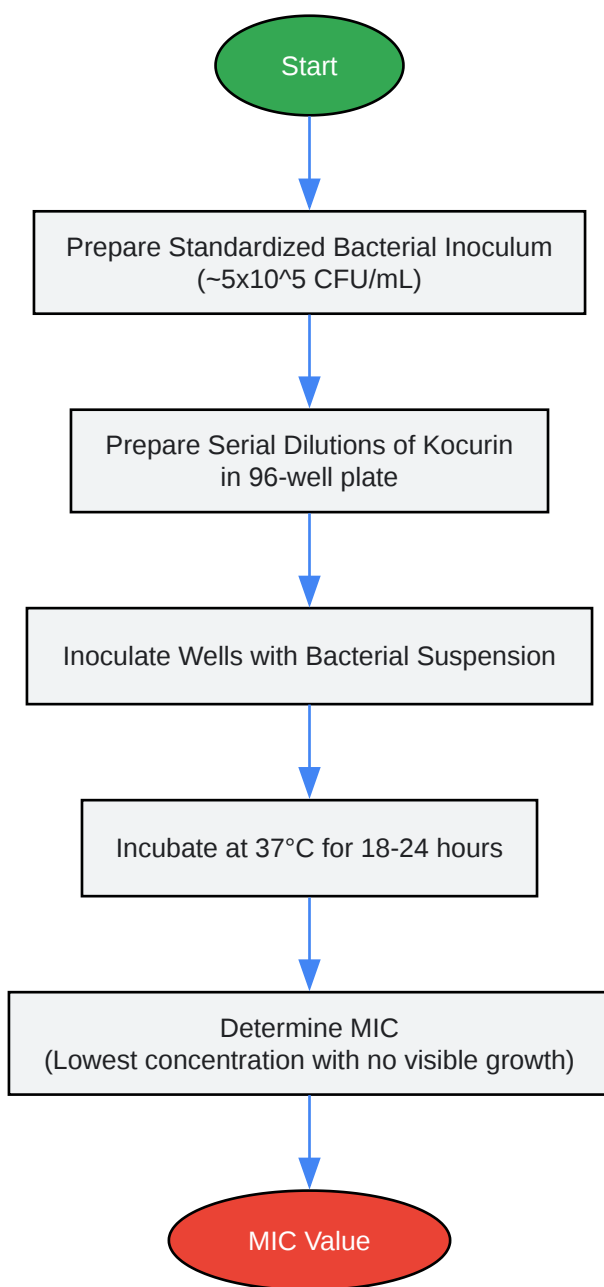 Start
Prepare Standardized Bacterial Inoculum
(~5x10^5 CFU/mL)
Prepare Serial Dilutions of Kocurin
in 96-well plate
Inoculate Wells with Bacterial Suspension
Incubate at 37°C for 18-24 hours
Determine MIC
(Lowest concentration with no visible growth)
MIC Value